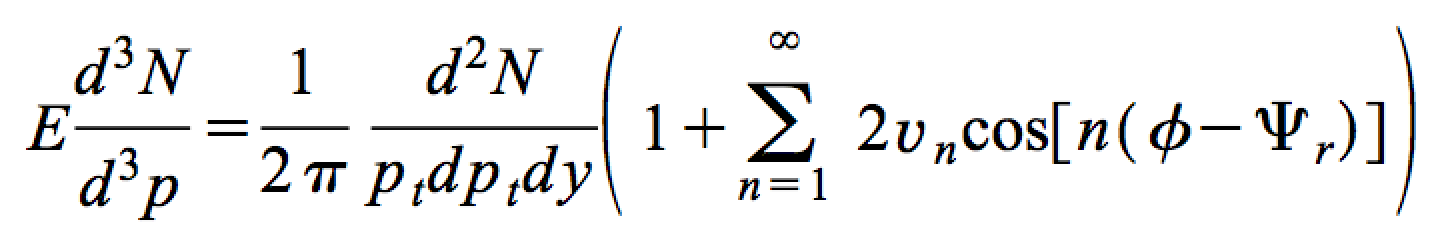 E d³N/d³p = 1/2π d²N/p_t dp_t dy ( 1 + ∑_{n=1}^{∞} 2v_n cos[n(ϕ − Ψ_r)] )